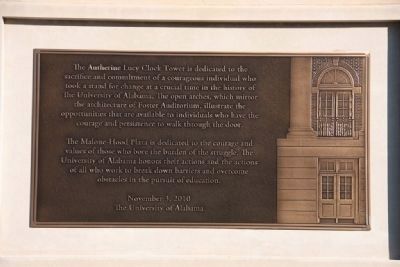 The Autherine Lucy Clock Tower is dedicated to the
sacrifice and commitment of a courageous individual who
took a stand for change at a crucial time in the history of
The University of Alabama. The open arches, which mirror
the architecture of Foster Auditorium, illustrate the
opportunities that are available to individuals who have the
courage and persistence to walk through the door.
The Malone-Hood Plaza is dedicated to the courage and
values of those who bore the burden of the struggle. The
University of Alabama honors their actions and the actions
of all who work to break down barriers and overcome
obstacles in the pursuit of education.
November 3, 2010
The University of Alabama